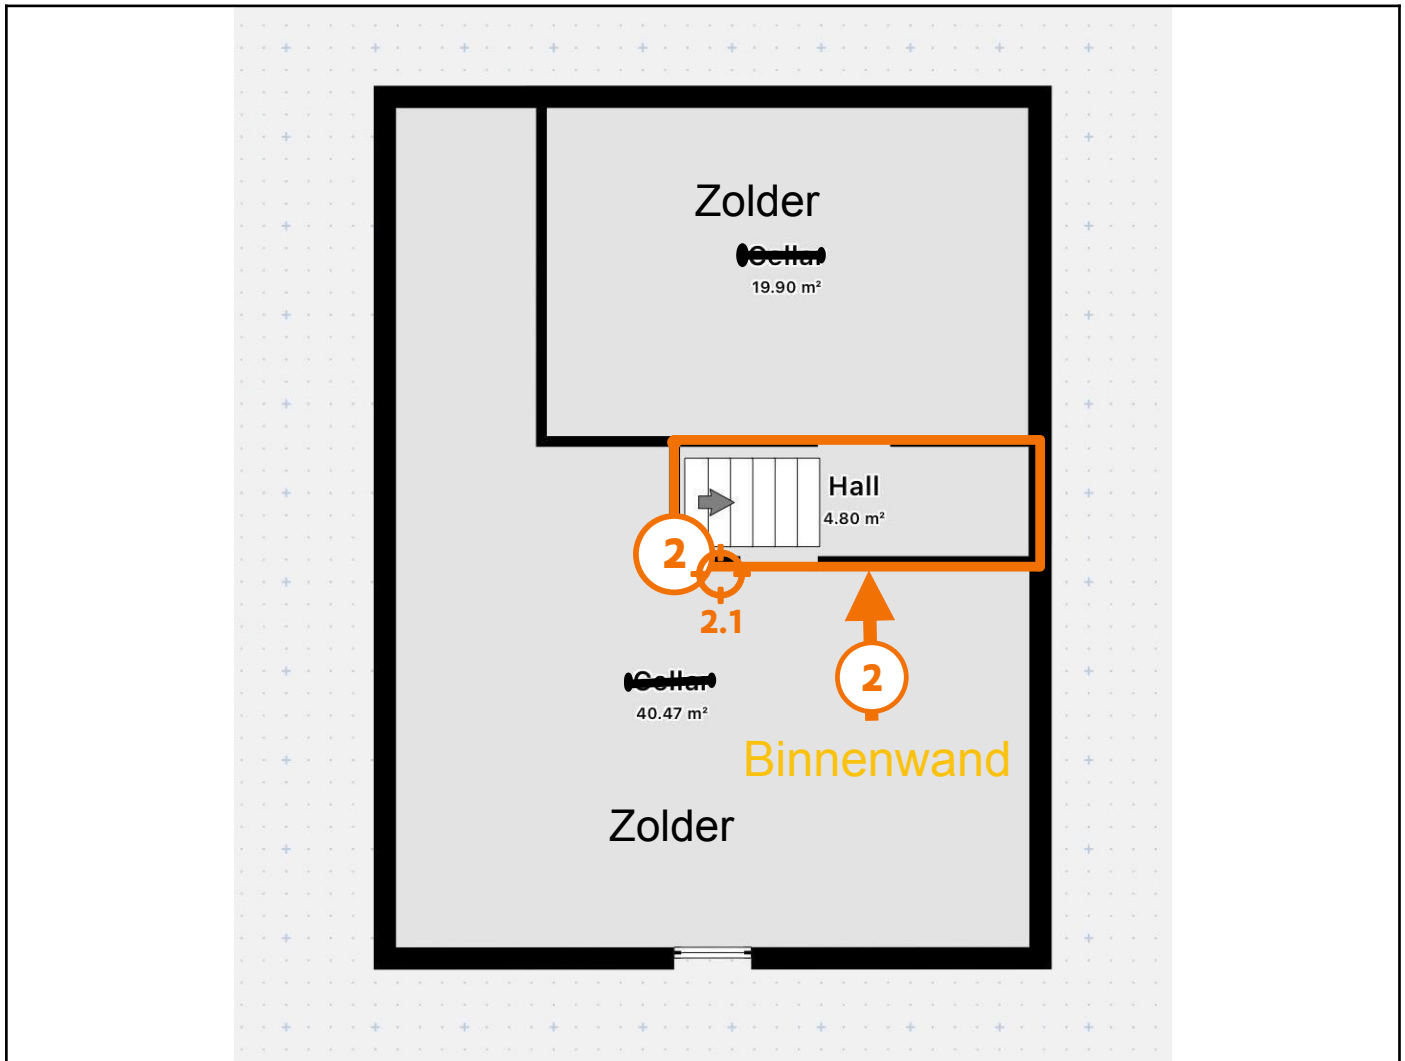 Zolder
19.90 m²
Hall
4.80 m²
2
2.1
2
40.47 m²
Binnenwand
Zolder